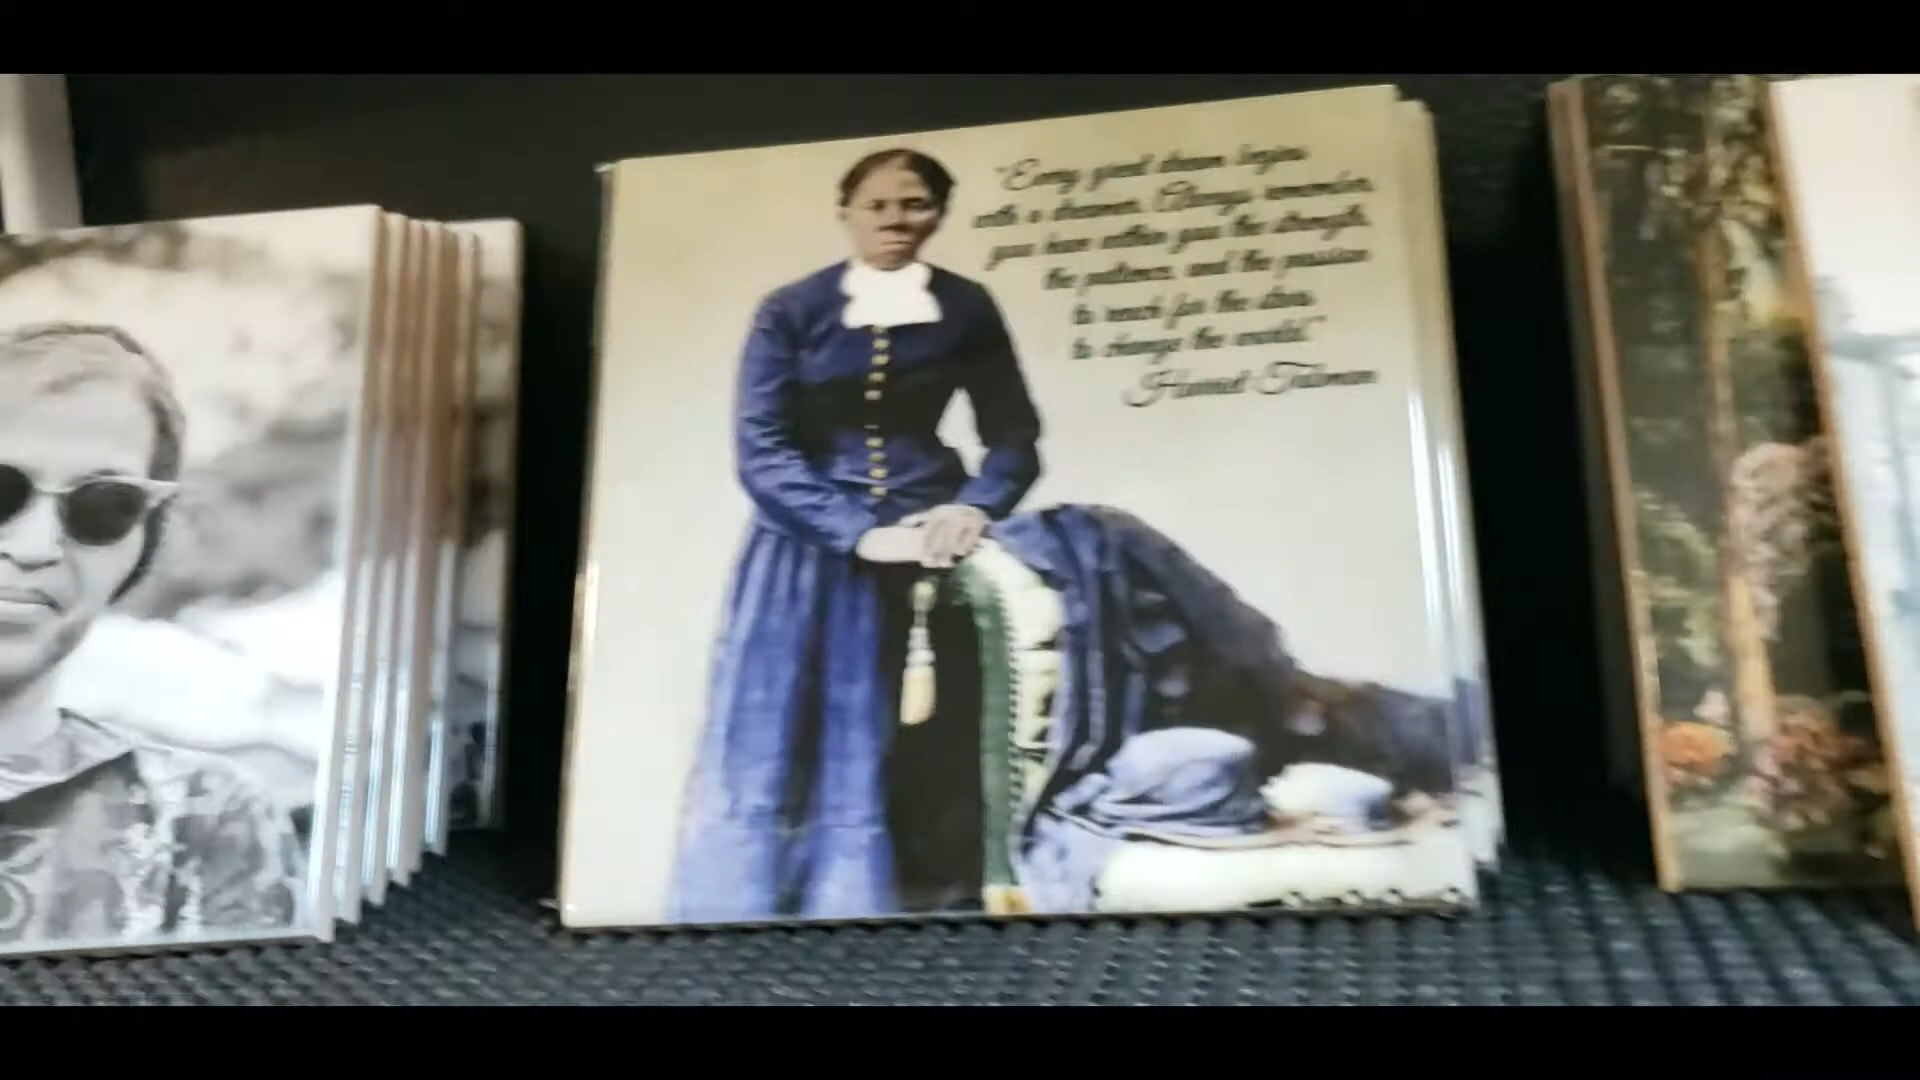 "Every great dream begins
with a dreamer. Always remember,
you have within you the strength,
the patience, and the passion
to reach for the stars
to change the world."
Harriet Tubman